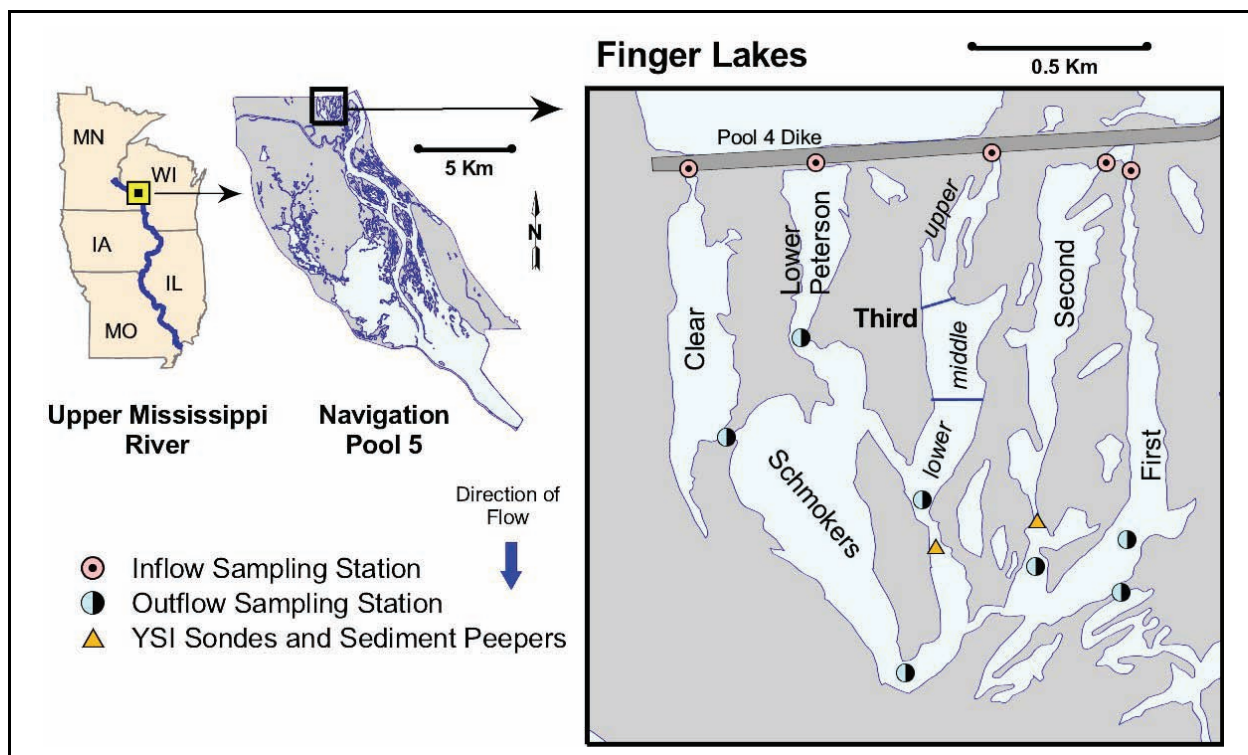 Finger Lakes
0.5 Km
MN
WI
IA
IL
MO
5 Km
N
Upper Mississippi
River
Navigation
Pool 5
Direction of
Flow
Inflow Sampling Station
Outflow Sampling Station
YSI Sondes and Sediment Peepers
Pool 4 Dike
Clear
Lower
Peterson
upper
Third
middle
lower
Second
First
Schmokers